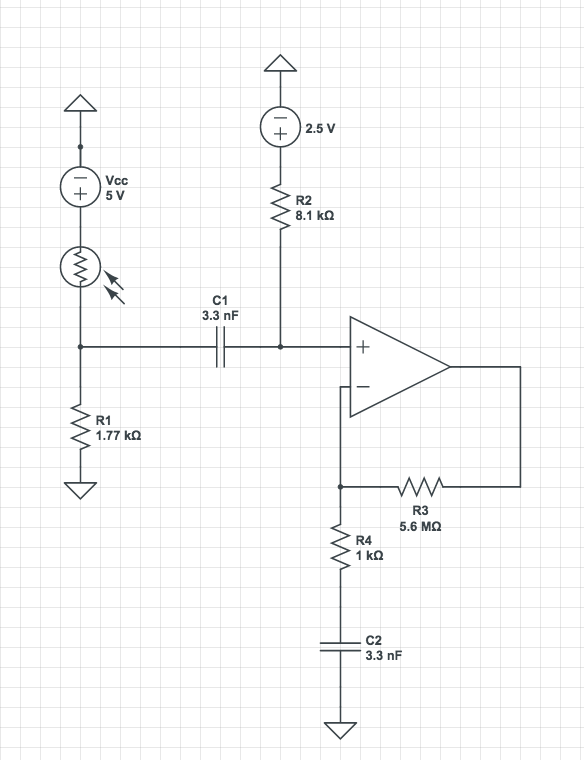 2.5 V
Vcc
5 V
R2
8.1 kΩ
C1
3.3 nF
R1
1.77 kΩ
R3
5.6 MΩ
R4
1 kΩ
C2
3.3 nF